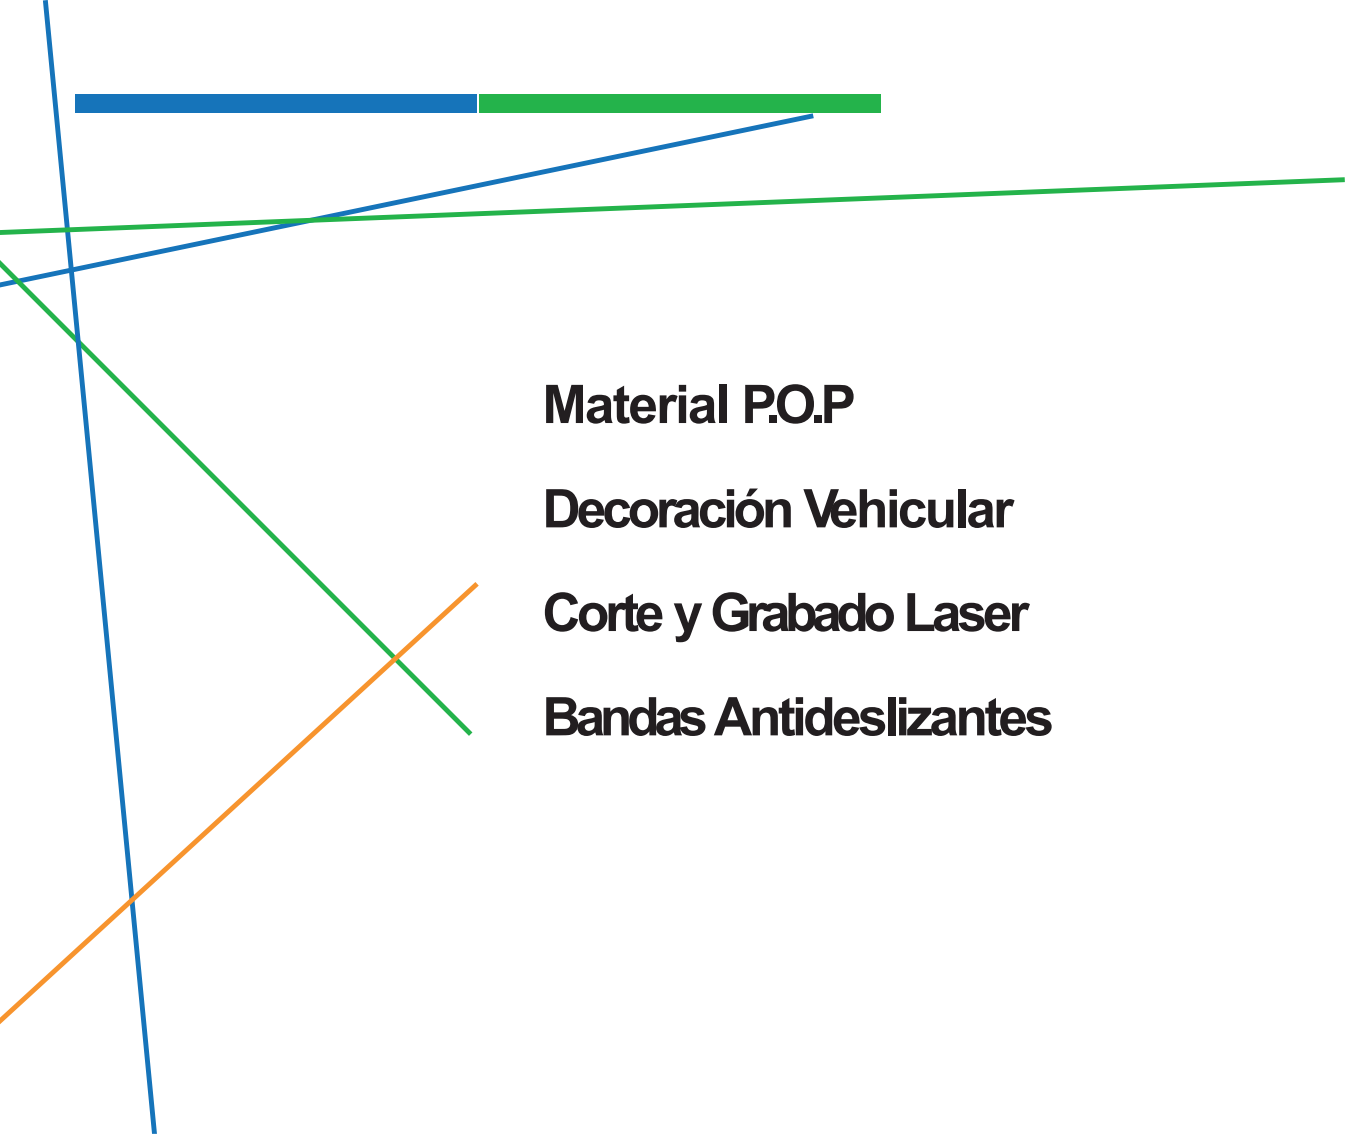 Material P.O.P
Decoración Vehicular
Corte y Grabado Laser
Bandas Antideslizantes